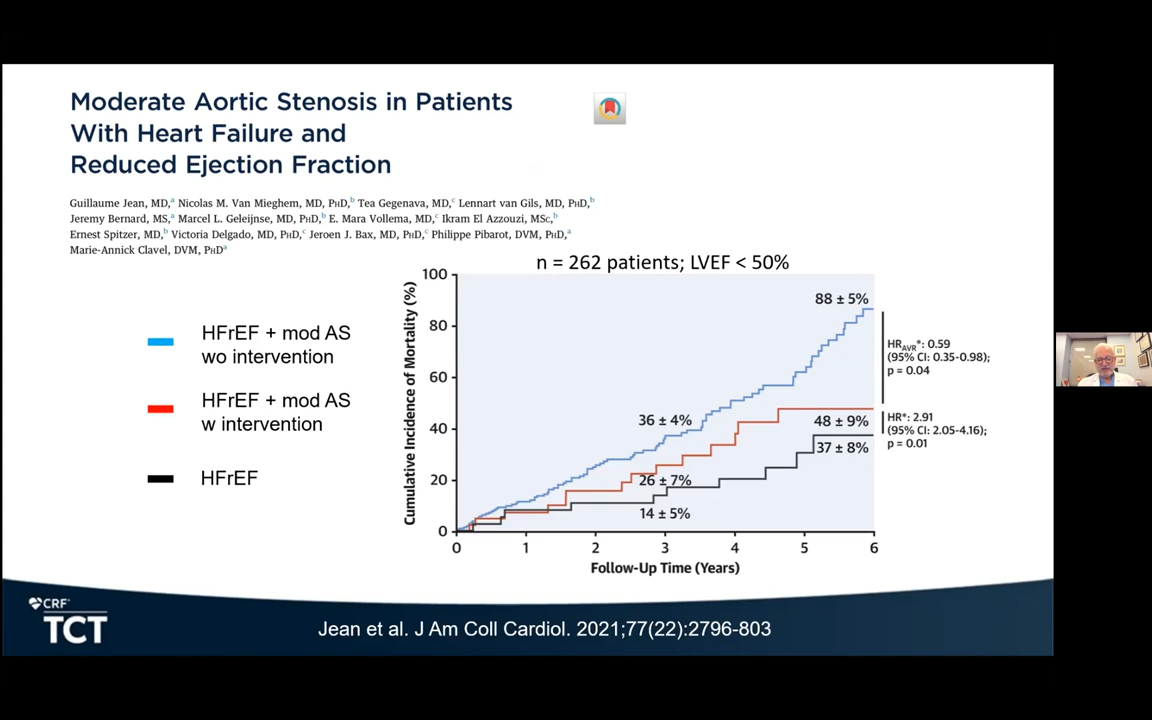 Moderate Aortic Stenosis in Patients
With Heart Failure and
Reduced Ejection Fraction
Guillaume Jean, MD,a Nicolas M. Van Mieghem, MD, PhD,b Tea Gegenava, MD,c Lennart van Gils, MD, PhD,b
Jeremy Bernard, MS,a Marcel L. Geleijnse, MD, PhD,b E. Mara Vollema, MD,c Ikram El Azzouzi, MSc,b
Ernest Spitzer, MD,b Victoria Delgado, MD, PhD,c Jeroen J. Bax, MD, PhD,c Philippe Pibarot, DVM, PhD,a
Marie-Annick Clavel, DVM, PhDa
n = 262 patients; LVEF < 50%
HFrEF + mod AS
wo intervention
HFrEF + mod AS
w intervention
HFrEF
Cumulative Incidence of Mortality (%)
100
80
60
40
20
0
88 ± 5%
36 ± 4%
48 ± 9%
37 ± 8%
26 ± 7%
14 ± 5%
HRAVR*: 0.59
(95% CI: 0.35-0.98);
p = 0.04
HR*: 2.91
(95% CI: 2.05-4.16);
p = 0.01
0 1 2 3 4 5 6
Follow-Up Time (Years)
CRF
TCT
Jean et al. J Am Coll Cardiol. 2021;77(22):2796-803